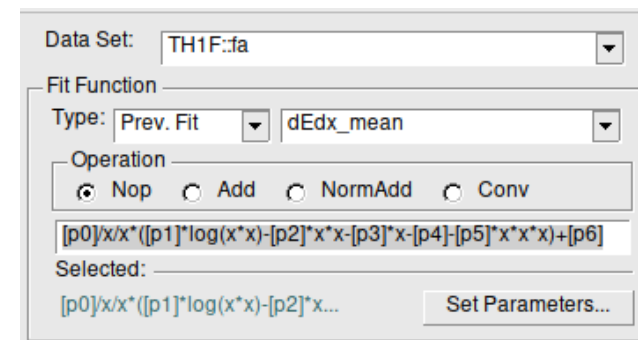 Data Set: TH1F::fa
Fit Function
Type: Prev. Fit dEdx_mean
Operation
Nop Add NormAdd Conv
[p0]/x/x*([p1]*log(x*x)-[p2]*x*x-[p3]*x-[p4]-[p5]*x*x*x)+[p6]
Selected:
[p0]/x/x*([p1]*log(x*x)-[p2]*x... Set Parameters...